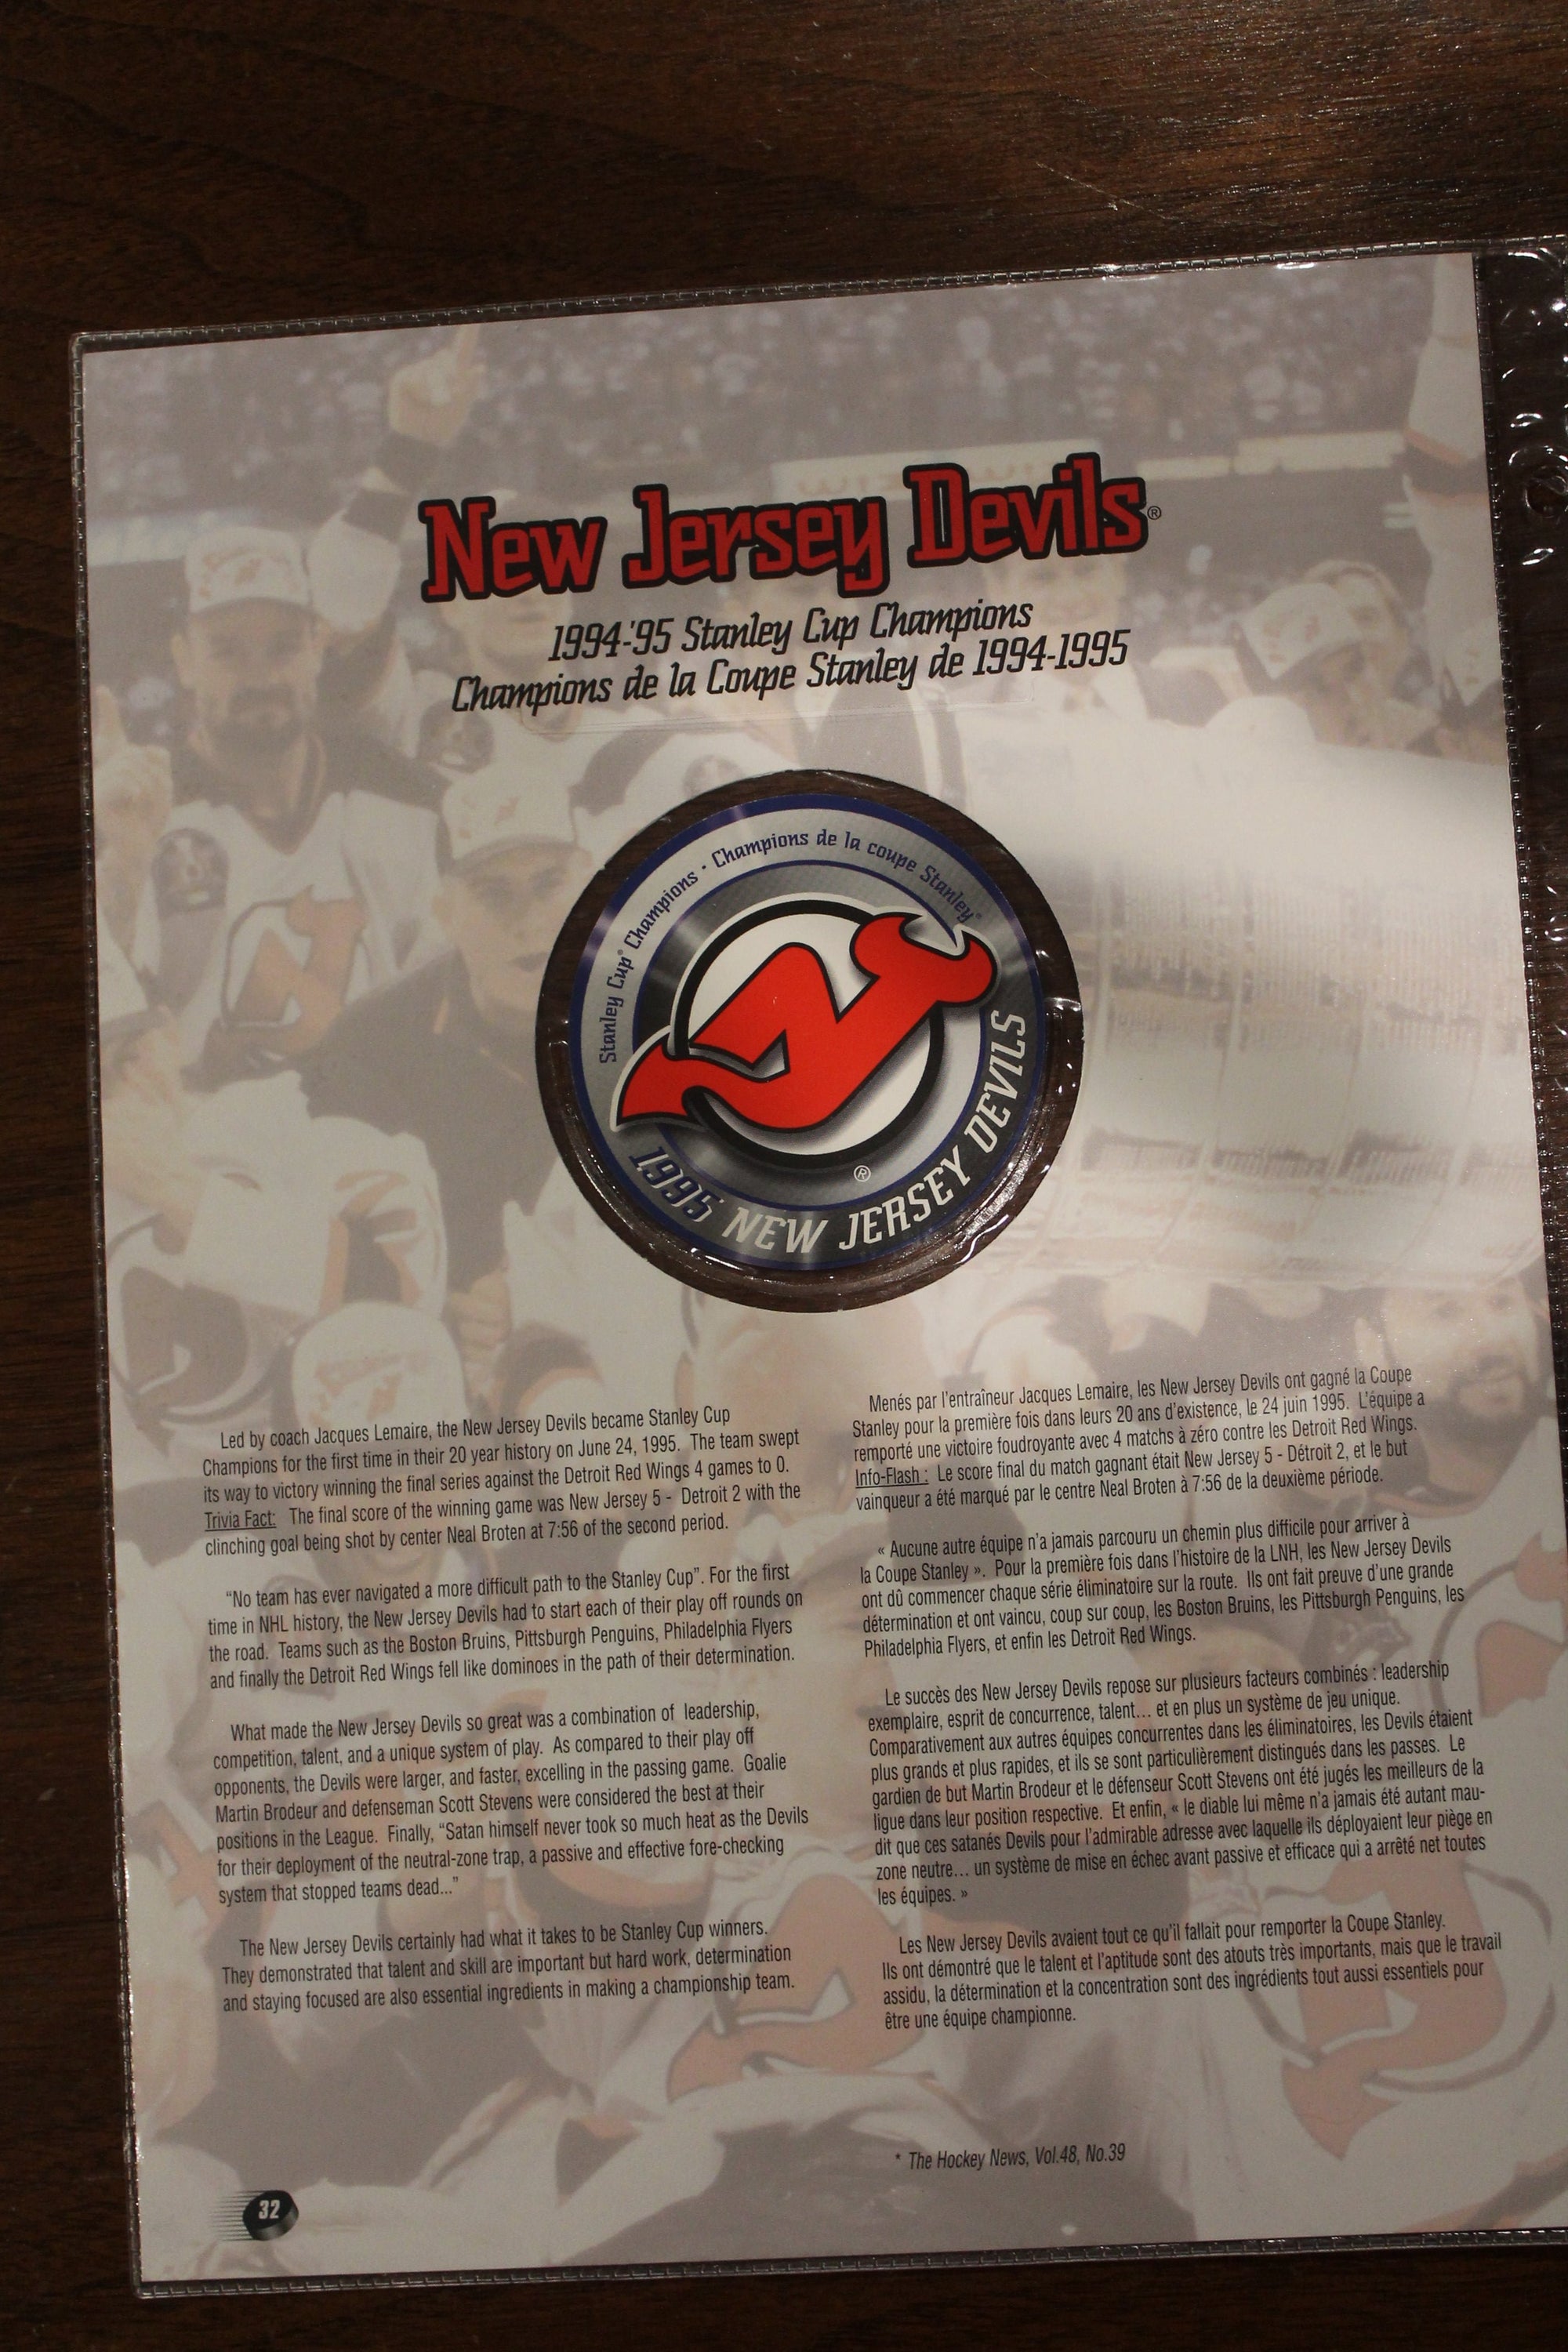 New Jersey Devils®
1994-'95 Stanley Cup Champions
Champions de la Coupe Stanley de 1994-1995
Stanley Cup® Champions • Champions de la coupe Stanley®
®
1995 NEW JERSEY DEVILS
Led by coach Jacques Lemaire, the New Jersey Devils became Stanley Cup
Champions for the first time in their 20 year history on June 24, 1995. The team swept
its way to victory winning the final series against the Detroit Red Wings 4 games to 0.
Trivia Fact: The final score of the winning game was New Jersey 5 - Detroit 2 with the
clinching goal being shot by center Neal Broten at 7:56 of the second period.
“No team has ever navigated a more difficult path to the Stanley Cup”. For the first
time in NHL history, the New Jersey Devils had to start each of their play off rounds on
the road. Teams such as the Boston Bruins, Pittsburgh Penguins, Philadelphia Flyers
and finally the Detroit Red Wings fell like dominoes in the path of their determination.
What made the New Jersey Devils so great was a combination of leadership,
competition, talent, and a unique system of play. As compared to their play off
opponents, the Devils were larger, and faster, excelling in the passing game. Goalie
Martin Brodeur and defenseman Scott Stevens were considered the best at their
positions in the League. Finally, “Satan himself never took so much heat as the Devils
for their deployment of the neutral-zone trap, a passive and effective fore-checking
system that stopped teams dead...”
The New Jersey Devils certainly had what it takes to be Stanley Cup winners.
They demonstrated that talent and skill are important but hard work, determination
and staying focused are also essential ingredients in making a championship team.
Menés par l'entraîneur Jacques Lemaire, les New Jersey Devils ont gagné la Coupe
Stanley pour la première fois dans leurs 20 ans d'existence, le 24 juin 1995. L'équipe a
remporté une victoire foudroyante avec 4 matchs à zéro contre les Detroit Red Wings.
Info-Flash : Le score final du match gagnant était New Jersey 5 - Détroit 2, et le but
vainqueur a été marqué par le centre Neal Broten à 7:56 de la deuxième période.
« Aucune autre équipe n'a jamais parcouru un chemin plus difficile pour arriver à
la Coupe Stanley ». Pour la première fois dans l'histoire de la LNH, les New Jersey Devils
ont dû commencer chaque série éliminatoire sur la route. Ils ont fait preuve d'une grande
détermination et ont vaincu, coup sur coup, les Boston Bruins, les Pittsburgh Penguins, les
Philadelphia Flyers, et enfin les Detroit Red Wings.
Le succès des New Jersey Devils repose sur plusieurs facteurs combinés : leadership
exemplaire, esprit de concurrence, talent... et en plus un système de jeu unique.
Comparativement aux autres équipes concurrentes dans les éliminatoires, les Devils étaient
plus grands et plus rapides, et ils se sont particulièrement distingués dans les passes. Le
gardien de but Martin Brodeur et le défenseur Scott Stevens ont été jugés les meilleurs de la
ligue dans leur position respective. Et enfin, « le diable lui même n'a jamais été autant mau-
dit que ces satanés Devils pour l'admirable adresse avec laquelle ils déployaient leur piège en
zone neutre... un système de mise en échec avant passive et efficace qui a arrêté net toutes
les équipes. »
Les New Jersey Devils avaient tout ce qu'il fallait pour remporter la Coupe Stanley.
Ils ont démontré que le talent et l'aptitude sont des atouts très importants, mais que le travail
assidu, la détermination et la concentration sont des ingrédients tout aussi essentiels pour
être une équipe championne.
* The Hockey News, Vol.48, No.39
32